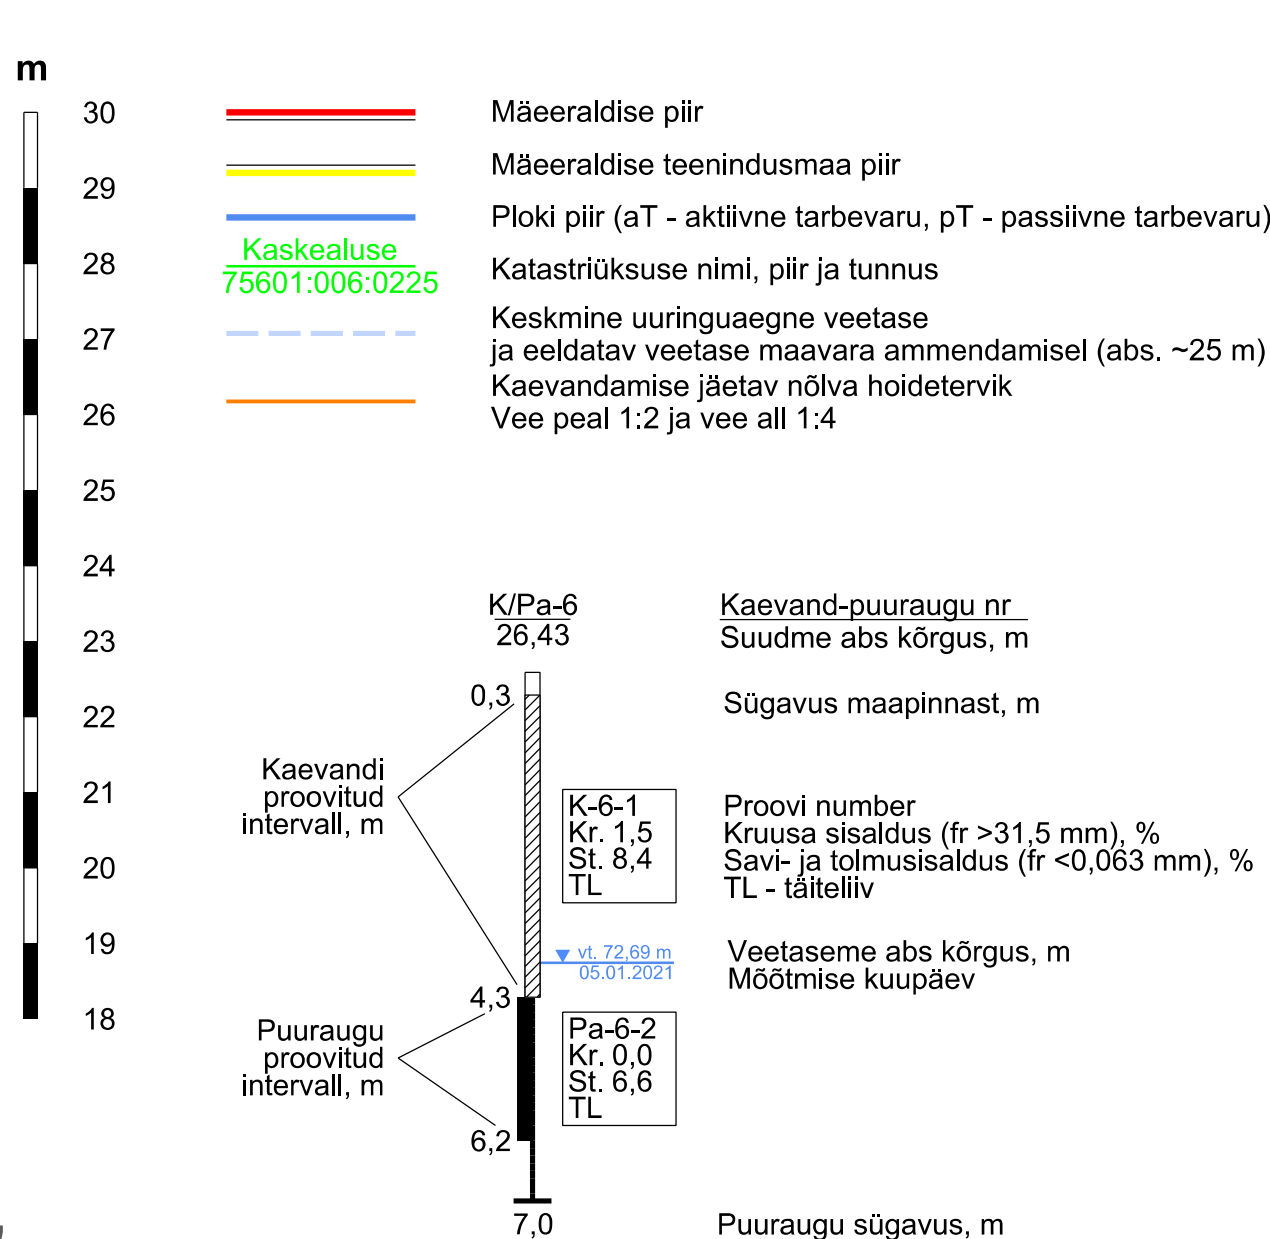 m
30
29
28
27
26
25
24
23
22
21
20
19
18
Mäeeraldise piir
Mäeeraldise teenindusmaa piir
Ploki piir (aT - aktiivne tarbevaru, pT - passiivne tarbevaru)
Kaskealuse
75601:006:0225
Katastriüksuse nimi, piir ja tunnus
Keskmine uuringuaegne veetase
ja eeldatav veetase maavara ammendamisel (abs. ~25 m)
Kaevandamise jäetav nõlva hoidetervik
Vee peal 1:2 ja vee all 1:4
K/Pa-6
26,43
Kaevand-puuraugu nr
Suudme abs kõrgus, m
0,3
Sügavus maapinnast, m
Kaevandi
proovitud
intervall, m
K-6-1
Kr. 1,5
St. 8,4
TL
Proovi number
Kruusa sisaldus (fr >31,5 mm), %
Savi- ja tolmusisaldus (fr <0,063 mm), %
TL - täiteliiv
vt. 72,69 m
05.01.2021
Veetaseme abs kõrgus, m
Mõõtmise kuupäev
4,3
Puuraugu
proovitud
intervall, m
Pa-6-2
Kr. 0,0
St. 6,6
TL
6,2
7,0
Puuraugu sügavus, m